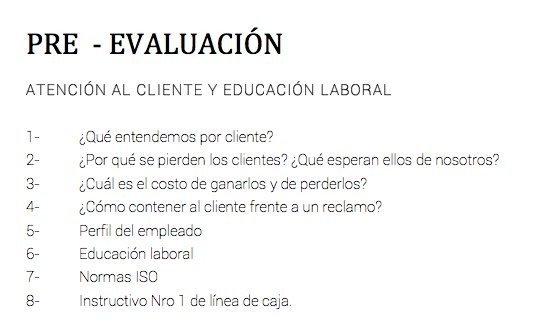 PRE - EVALUACIÓN
ATENCIÓN AL CLIENTE Y EDUCACIÓN LABORAL
1- ¿Qué entendemos por cliente?
2- ¿Por qué se pierden los clientes? ¿Qué esperan ellos de nosotros?
3- ¿Cuál es el costo de ganarlos y de perderlos?
4- ¿Cómo contener al cliente frente a un reclamo?
5- Perfil del empleado
6- Educación laboral
7- Normas ISO
8- Instructivo Nro 1 de línea de caja.